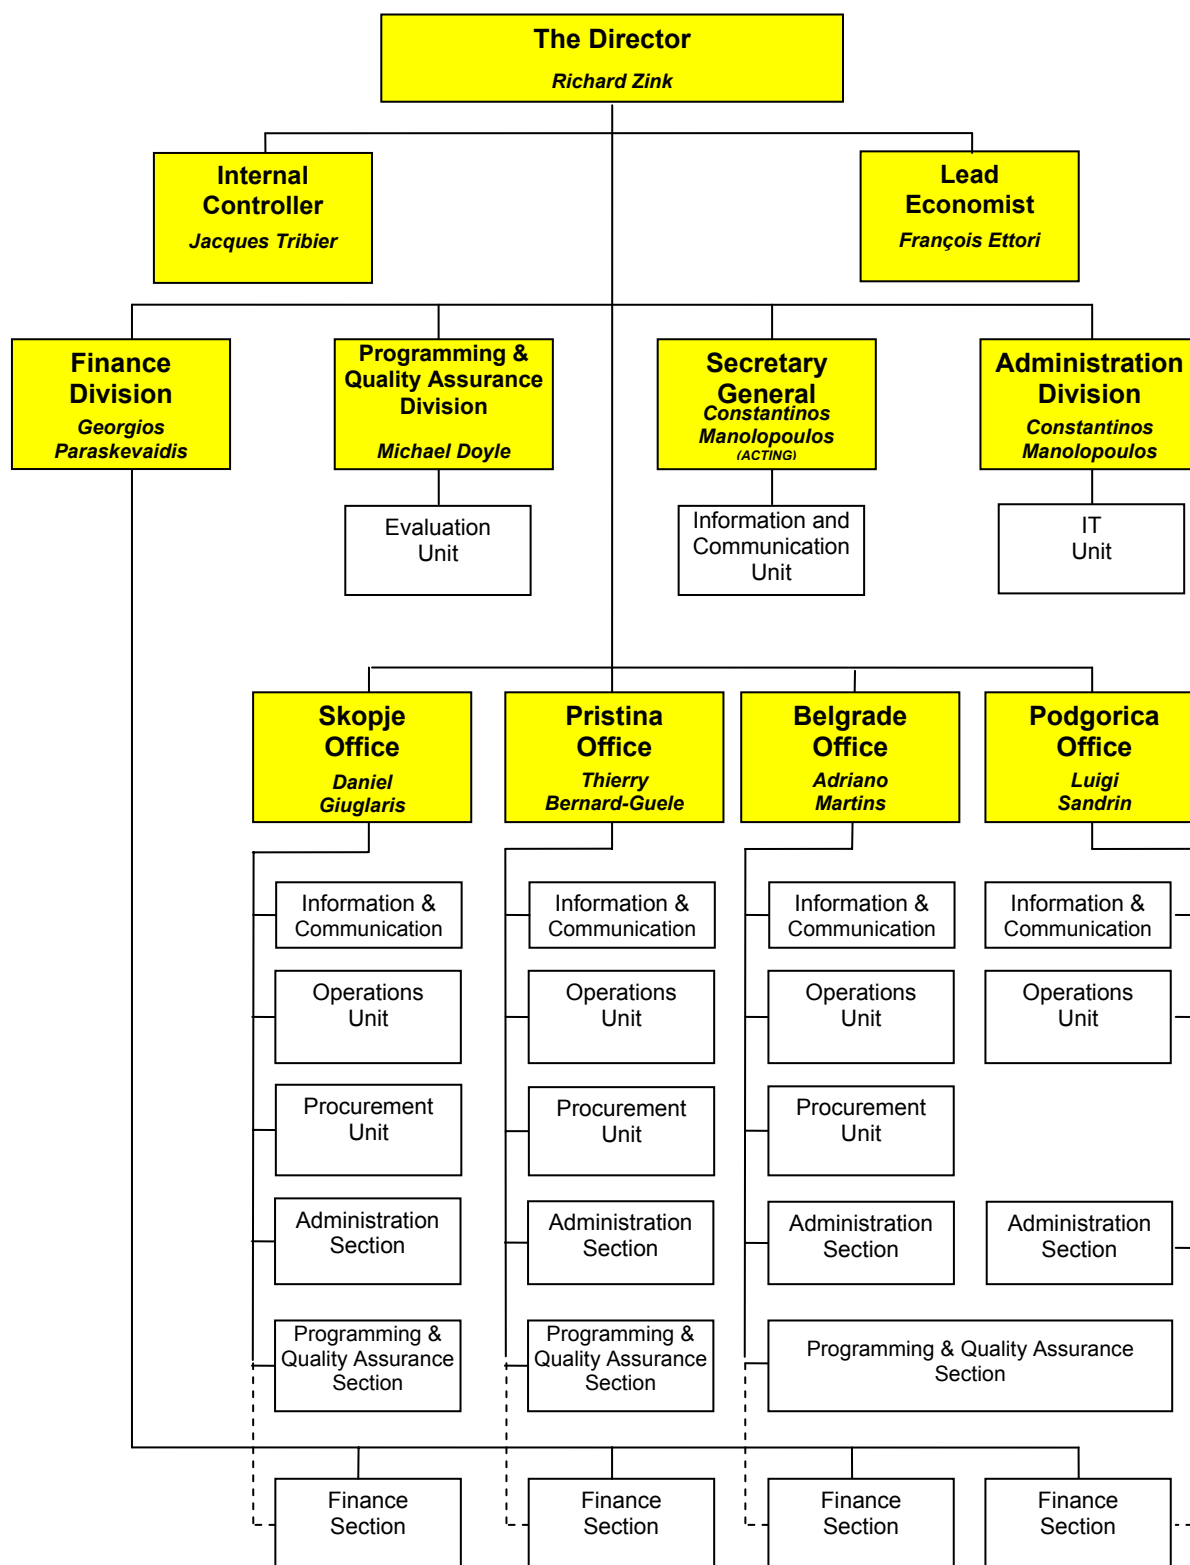 The Director
Richard Zink
Internal
Controller
Jacques Tribier
Lead
Economist
François Ettori
Finance
Division
Georgios
Paraskevaidis
Programming &
Quality Assurance
Division
Michael Doyle
Secretary
General
Constantinos
Manolopoulos
(ACTING)
Administration
Division
Constantinos
Manolopoulos
Evaluation
Unit
Information and
Communication
Unit
IT
Unit
Skopje
Office
Daniel
Giuglaris
Pristina
Office
Thierry
Bernard-Guele
Belgrade
Office
Adriano
Martins
Podgorica
Office
Luigi
Sandrin
Information &
Communication
Information &
Communication
Information &
Communication
Information &
Communication
Operations
Unit
Operations
Unit
Operations
Unit
Operations
Unit
Procurement
Unit
Procurement
Unit
Procurement
Unit
Administration
Section
Administration
Section
Administration
Section
Administration
Section
Programming &
Quality Assurance
Section
Programming &
Quality Assurance
Section
Programming & Quality Assurance
Section
Finance
Section
Finance
Section
Finance
Section
Finance
Section